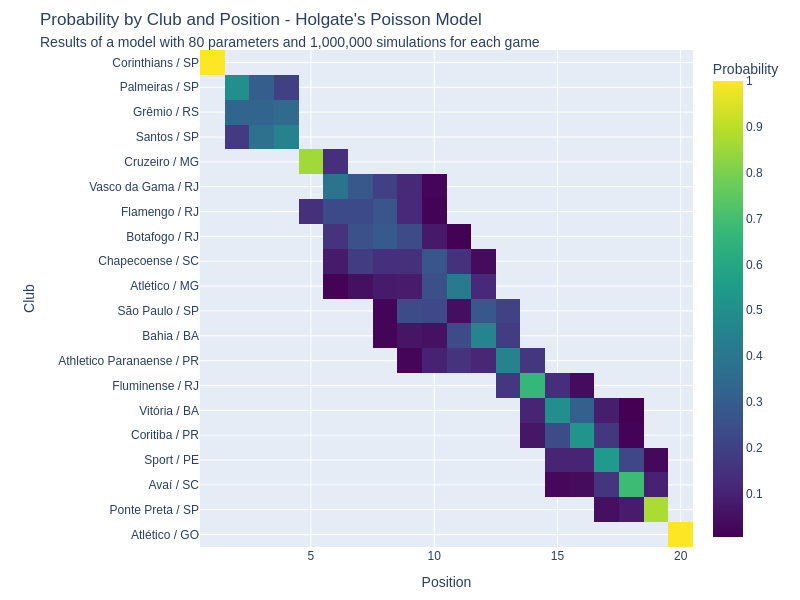 Probability by Club and Position - Holgate's Poisson Model
Results of a model with 80 parameters and 1,000,000 simulations for each game
Probability
Club
Corinthians / SP
Palmeiras / SP
Grêmio / RS
Santos / SP
Cruzeiro / MG
Vasco da Gama / RJ
Flamengo / RJ
Botafogo / RJ
Chapecoense / SC
Atlético / MG
São Paulo / SP
Bahia / BA
Athletico Paranaense / PR
Fluminense / RJ
Vitória / BA
Coritiba / PR
Sport / PE
Avaí / SC
Ponte Preta / SP
Atlético / GO
1
0.9
0.8
0.7
0.6
0.5
0.4
0.3
0.2
0.1
5 10 15 20
Position